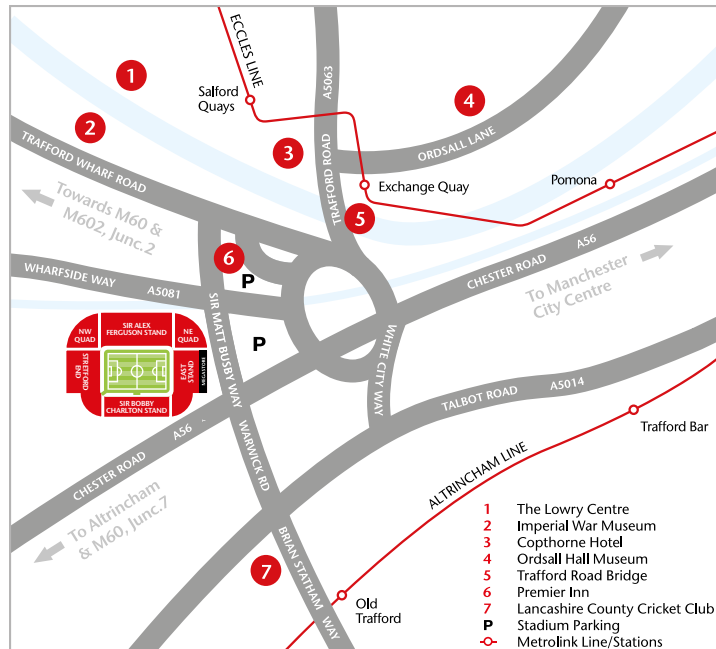 ECCLES LINE
A5063
1
Salford
Quays
4
2
ORDSALL LANE
3
TRAFFORD ROAD
TRAFFORD WHARF ROAD
Exchange Quay
Pomona
Towards M60 &
M602, Junc.2
5
6
P
CHESTER ROAD
A56
WHARFSIDE WAY
A5081
To Manchester
City Centre
SIR MATT BUSBY WAY
P
NW
QUAD
SIR ALEX
FERGUSON STAND
NE
QUAD
STRETFORD
END
EAST
STAND
MEGASTORE
SIR BOBBY
CHARLTON STAND
WHITE CITY WAY
TALBOT ROAD
A5014
CHESTER ROAD
A56
WARWICK RD
Trafford Bar
ALTRINCHAM LINE
To Altrincham
& M60, Junc.7
BRIAN STATHAM WAY
7
Old
Trafford
1 The Lowry Centre
2 Imperial War Museum
3 Copthorne Hotel
4 Ordsall Hall Museum
5 Trafford Road Bridge
6 Premier Inn
7 Lancashire County Cricket Club
P Stadium Parking
Metrolink Line/Stations